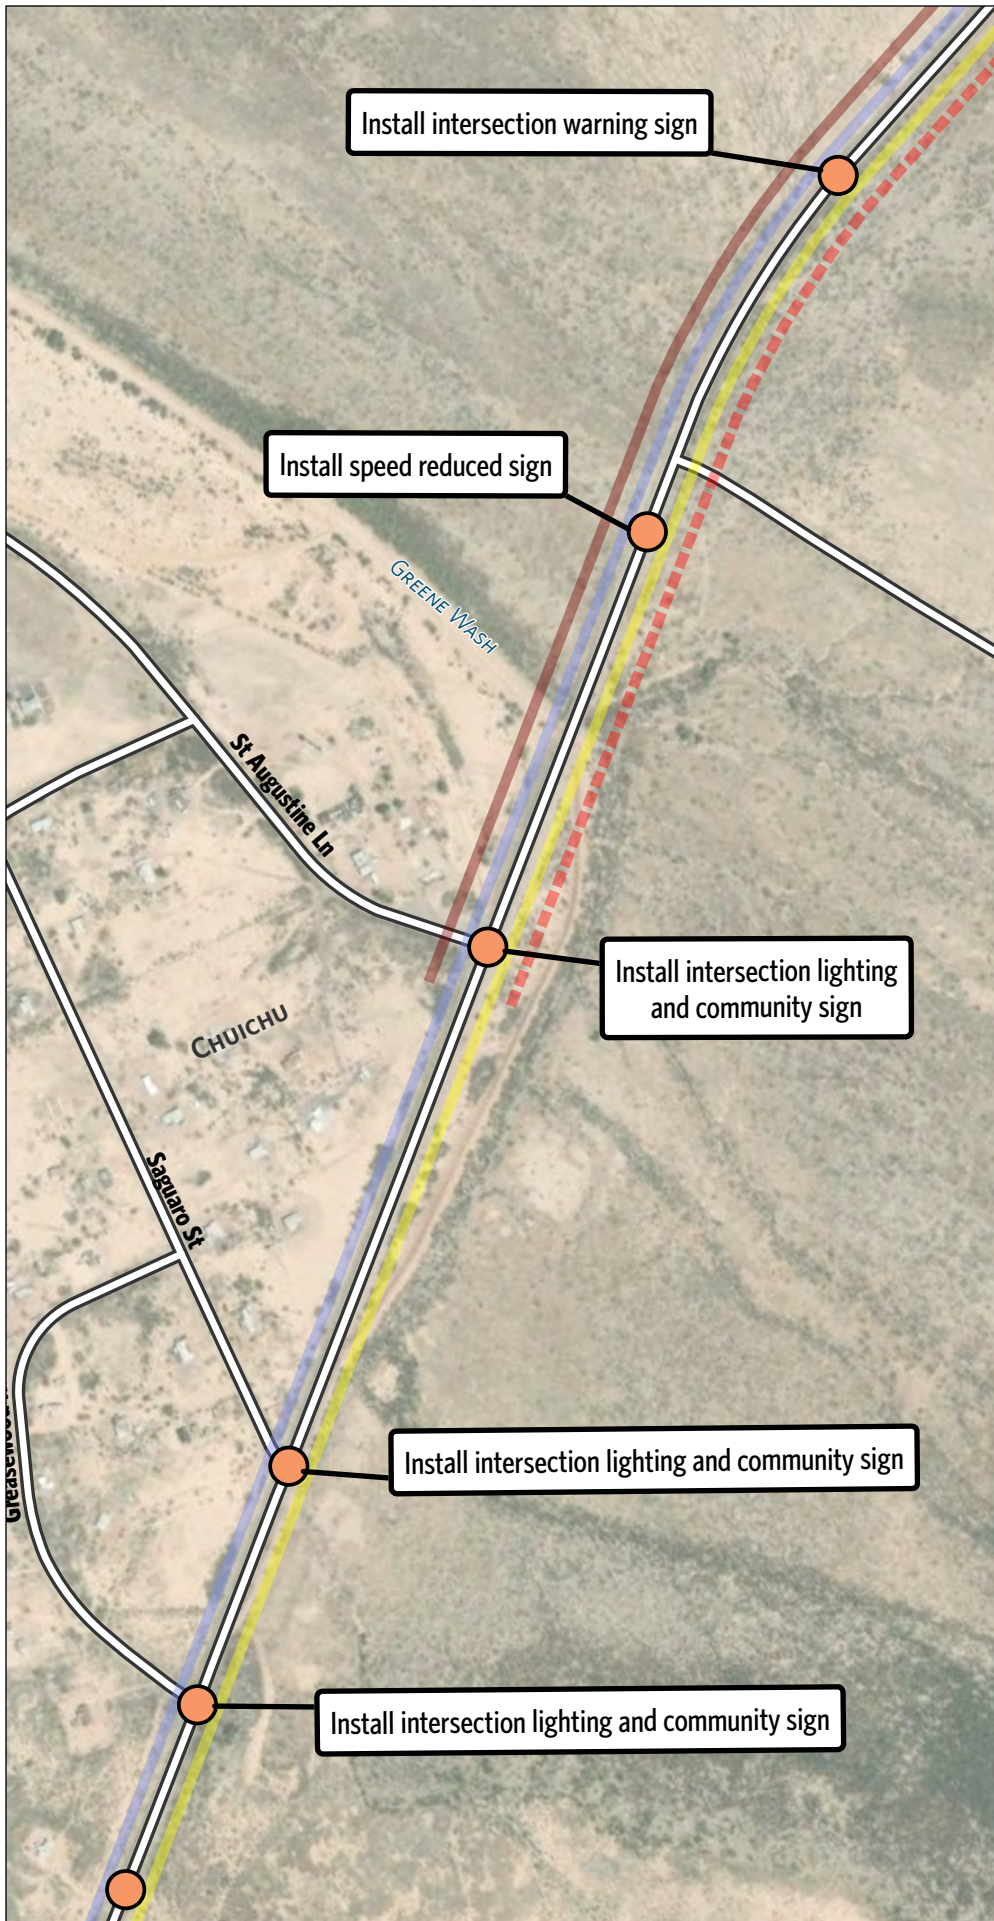 Install intersection warning sign
Install speed reduced sign
GREENE WASH
St Augustine Ln
Install intersection lighting
and community sign
CHUICHU
Saguaro St
Install intersection lighting and community sign
Install intersection lighting and community sign